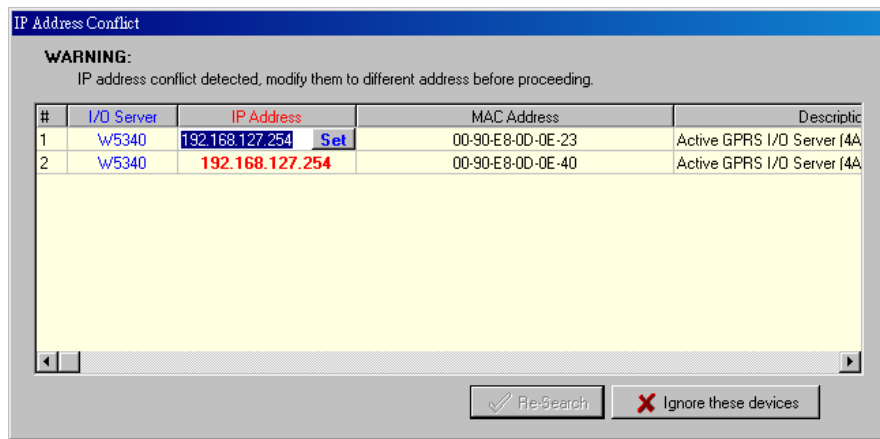 IP Address Conflict
WARNING:
IP address conflict detected, modify them to different address before proceeding.
# I/O Server IP Address MAC Address Descriptic
1 W5340 192.168.127.254 Set 00-90-E8-0D-0E-23 Active GPRS I/O Server (4A
2 W5340 192.168.127.254 00-90-E8-0D-0E-40 Active GPRS I/O Server (4A
Re-Search Ignore these devices